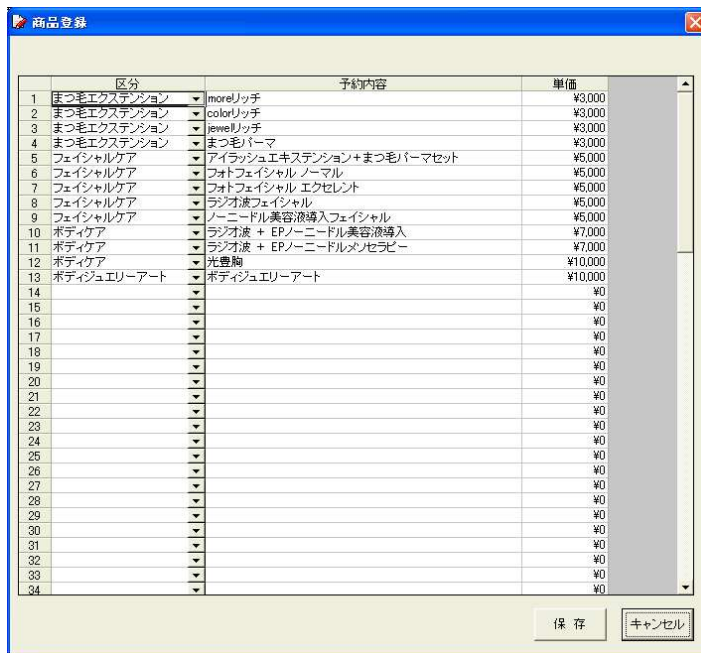 商品登録
区分 予約内容 単価
1 まつ毛エクステンション moreリッチ ¥3,000
2 まつ毛エクステンション colorリッチ ¥3,000
3 まつ毛エクステンション jewelリッチ ¥3,000
4 まつ毛エクステンション まつ毛パーマ ¥3,000
5 フェイシャルケア アイラッシュエキステンション+まつ毛パーマセット ¥5,000
6 フェイシャルケア フォトフェイシャル ノーマル ¥5,000
7 フェイシャルケア フォトフェイシャル エクセレント ¥5,000
8 フェイシャルケア ラジオ波フェイシャル ¥5,000
9 フェイシャルケア ノーニードル美容液導入フェイシャル ¥5,000
10 ボディケア ラジオ波 + EPノーニードル美容液導入 ¥7,000
11 ボディケア ラジオ波 + EPノーニードルメンセラピー ¥7,000
12 ボディケア 光豊胸 ¥10,000
13 ボディジュエリーアート ボディジュエリーアート ¥10,000
14 ¥0
15 ¥0
16 ¥0
17 ¥0
18 ¥0
19 ¥0
20 ¥0
21 ¥0
22 ¥0
23 ¥0
24 ¥0
25 ¥0
26 ¥0
27 ¥0
28 ¥0
29 ¥0
30 ¥0
31 ¥0
32 ¥0
33 ¥0
34 ¥0
保 存 キャンセル